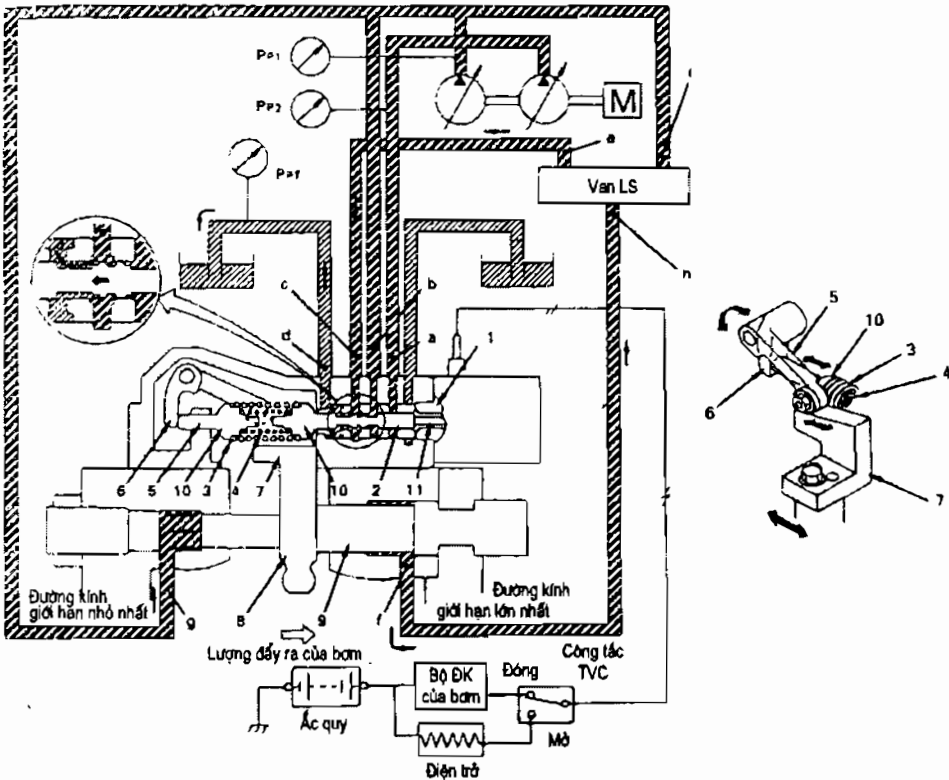 PP1
PP2
M
a
Van LS
n
c
b
d
a
1
5
10
3
4
6
7
6
5
10
3
4
7
10
2
11
Đường kính
giới hạn nhỏ nhất
g
8
9
f
Đường kính
giới hạn lớn nhất
Lượng đẩy ra của bơm
Công tắc
TVC
Bộ ĐK
của bơm
Đóng
Ắc quy
Mở
Điện trở